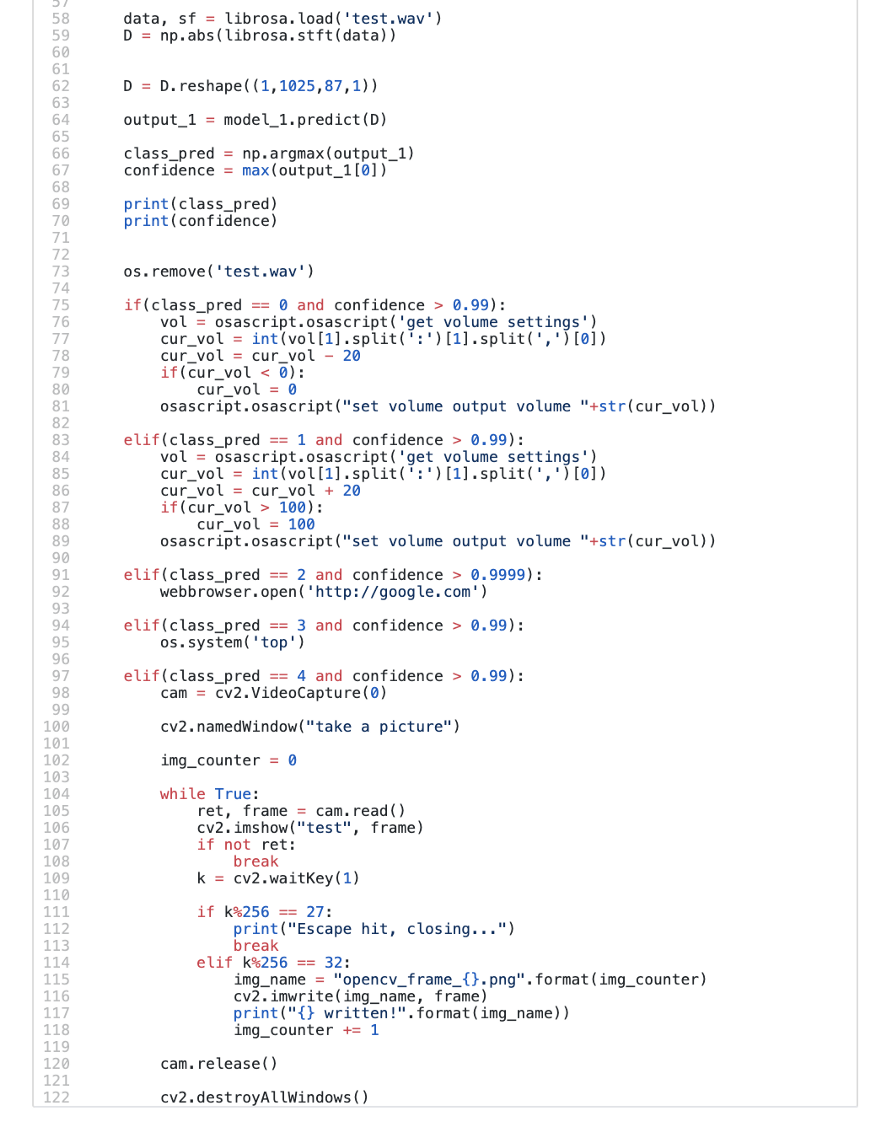 57
58 data, sf = librosa.load('test.wav')
59 D = np.abs(librosa.stft(data))
60
61
62 D = D.reshape((1,1025,87,1))
63
64 output_1 = model_1.predict(D)
65
66 class_pred = np.argmax(output_1)
67 confidence = max(output_1[0])
68
69 print(class_pred)
70 print(confidence)
71
72
73 os.remove('test.wav')
74
75 if(class_pred == 0 and confidence > 0.99):
76     vol = osascript.osascript('get volume settings')
77     cur_vol = int(vol[1].split(':')[1].split(',')[0])
78     cur_vol = cur_vol - 20
79     if(cur_vol < 0):
80         cur_vol = 0
81     osascript.osascript("set volume output volume "+str(cur_vol))
82
83 elif(class_pred == 1 and confidence > 0.99):
84     vol = osascript.osascript('get volume settings')
85     cur_vol = int(vol[1].split(':')[1].split(',')[0])
86     cur_vol = cur_vol + 20
87     if(cur_vol > 100):
88         cur_vol = 100
89     osascript.osascript("set volume output volume "+str(cur_vol))
90
91 elif(class_pred == 2 and confidence > 0.9999):
92     webbrowser.open('http://google.com')
93
94 elif(class_pred == 3 and confidence > 0.99):
95     os.system('top')
96
97 elif(class_pred == 4 and confidence > 0.99):
98     cam = cv2.VideoCapture(0)
99
100     cv2.namedWindow("take a picture")
101
102     img_counter = 0
103
104     while True:
105         ret, frame = cam.read()
106         cv2.imshow("test", frame)
107         if not ret:
108             break
109         k = cv2.waitKey(1)
110
111         if k%256 == 27:
112             print("Escape hit, closing...")
113             break
114         elif k%256 == 32:
115             img_name = "opencv_frame_{}.png".format(img_counter)
116             cv2.imwrite(img_name, frame)
117             print("{} written!".format(img_name))
118             img_counter += 1
119
120     cam.release()
121
122     cv2.destroyAllWindows()